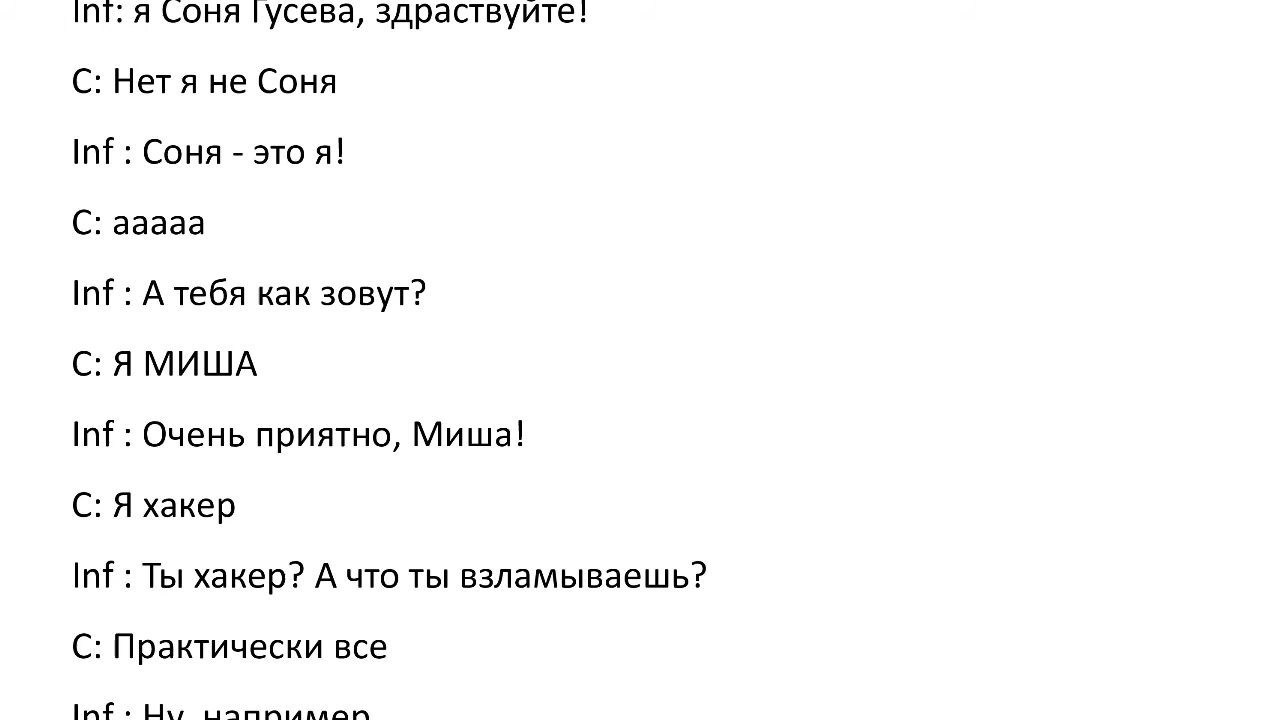 Inf: я Соня Гусева, здраствуйте!
С: Нет я не Соня
Inf : Соня - это я!
С: ааааа
Inf : А тебя как зовут?
С: Я МИША
Inf : Очень приятно, Миша!
С: Я хакер
Inf : Ты хакер? А что ты взламываешь?
С: Практически все
Inf : Ну, например